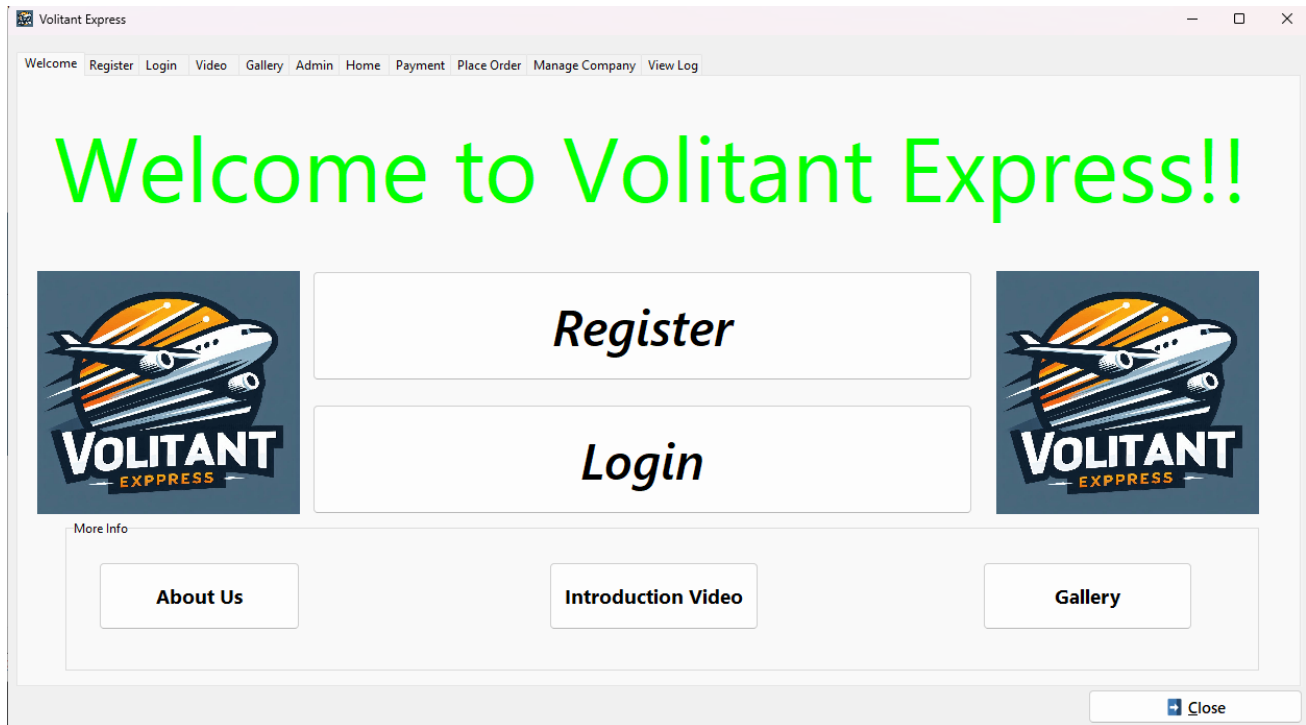 Volitant Express
Welcome Register Login Video Gallery Admin Home Payment Place Order Manage Company View Log
Welcome to Volitant Express!!
VOLITANT
EXPPRESS
Register
Login
VOLITANT
EXPPRESS
More Info
About Us Introduction Video Gallery
Close